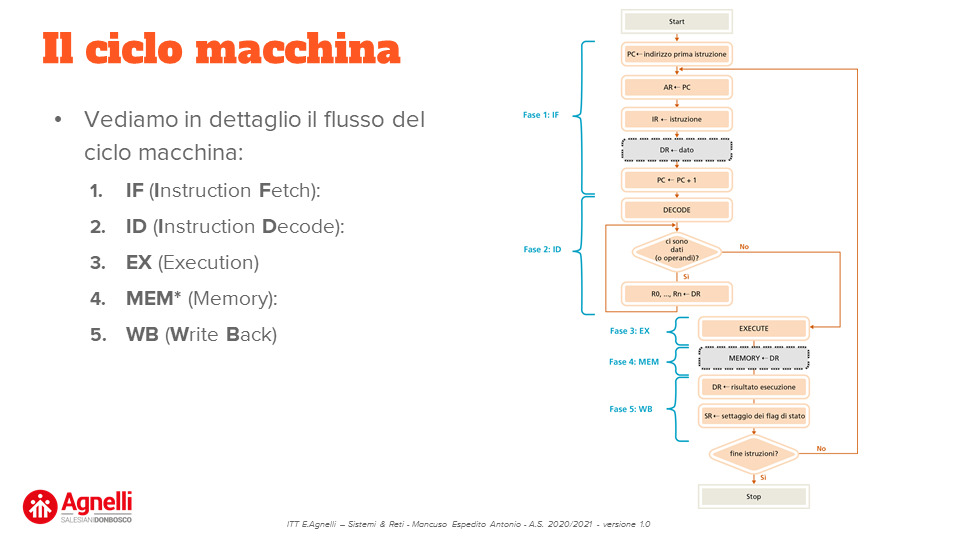 Il ciclo macchina
• Vediamo in dettaglio il flusso del
ciclo macchina:
1. IF (Instruction Fetch):
2. ID (Instruction Decode):
3. EX (Execution)
4. MEM* (Memory):
5. WB (Write Back)
Start
PC ← indirizzo prima istruzione
AR ← PC
Fase 1: IF
IR ← istruzione
DR ← dato
PC ← PC + 1
DECODE
Fase 2: ID
ci sono
dati
(o operandi)?
No
Sì
R0, ..., Rn ← DR
Fase 3: EX
EXECUTE
Fase 4: MEM
MEMORY ← DR
DR ← risultato esecuzione
Fase 5: WB
SR ← settaggio dei flag di stato
fine istruzioni?
No
Sì
Stop
Agnelli
SALESIANIDONBOSCO
ITT E.Agnelli – Sistemi & Reti - Mancuso Espedito Antonio - A.S. 2020/2021 - versione 1.0